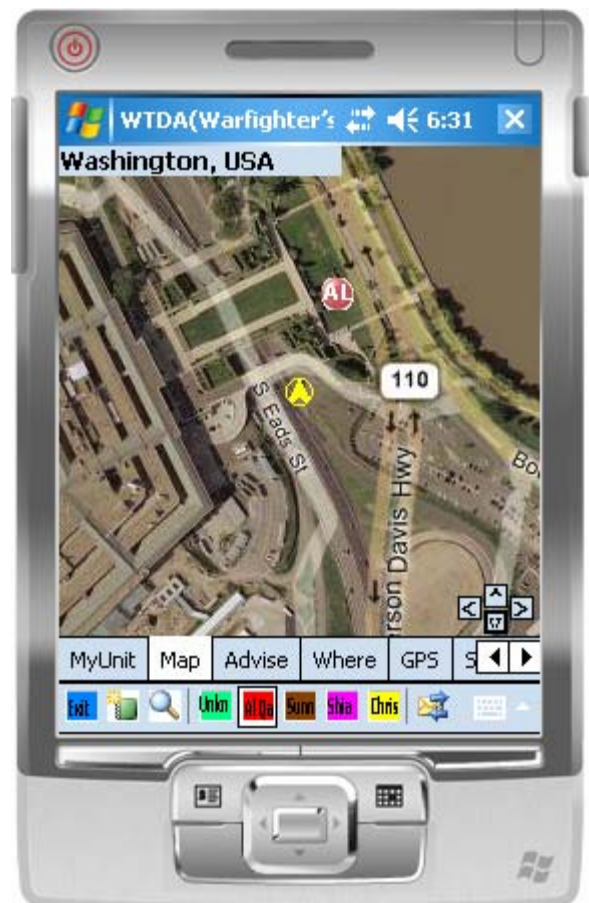 WTDA(Warfighter's 6:31
Washington, USA
AL
110
S Eads St
Bo
rson Davis Hwy
MyUnit Map Advise Where GPS S
Exit Unkn Al Qa Sunn Shia Chris